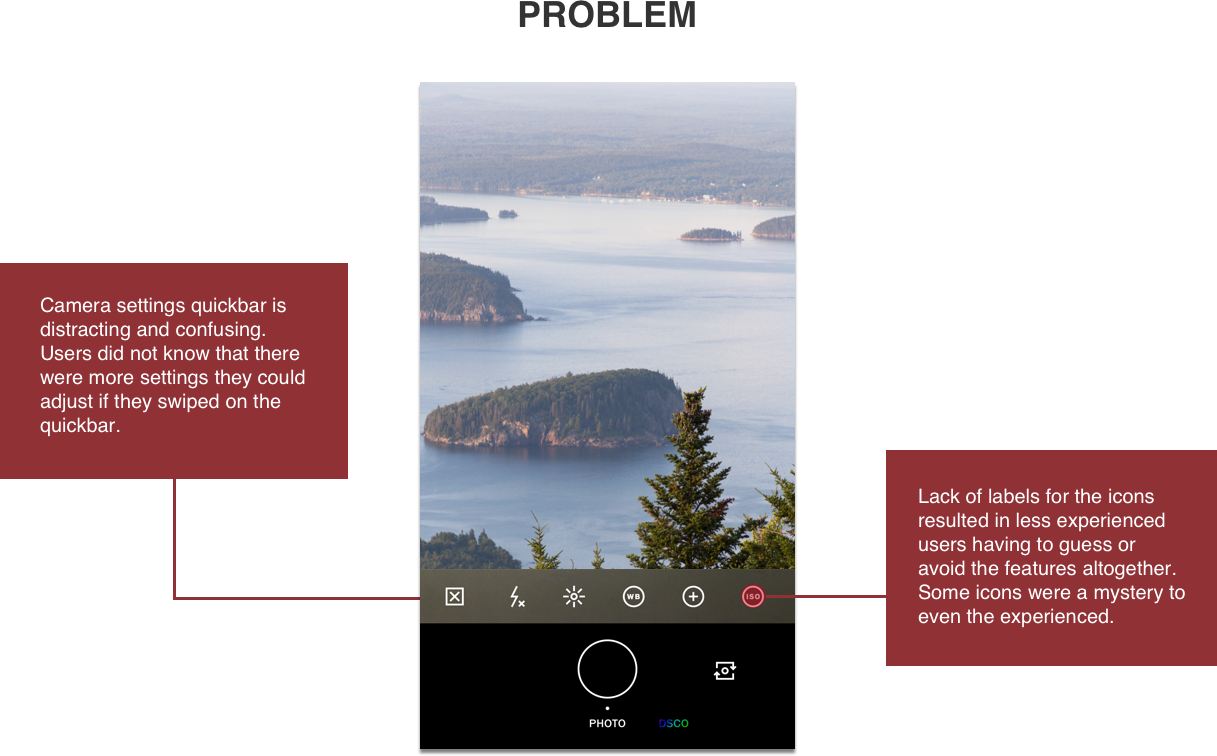 PROBLEM
Camera settings quickbar is
distracting and confusing.
Users did not know that there
were more settings they could
adjust if they swiped on the
quickbar.
Lack of labels for the icons
resulted in less experienced
users having to guess or
avoid the features altogether.
Some icons were a mystery to
even the experienced.
WB
ISO
PHOTO
DSCO